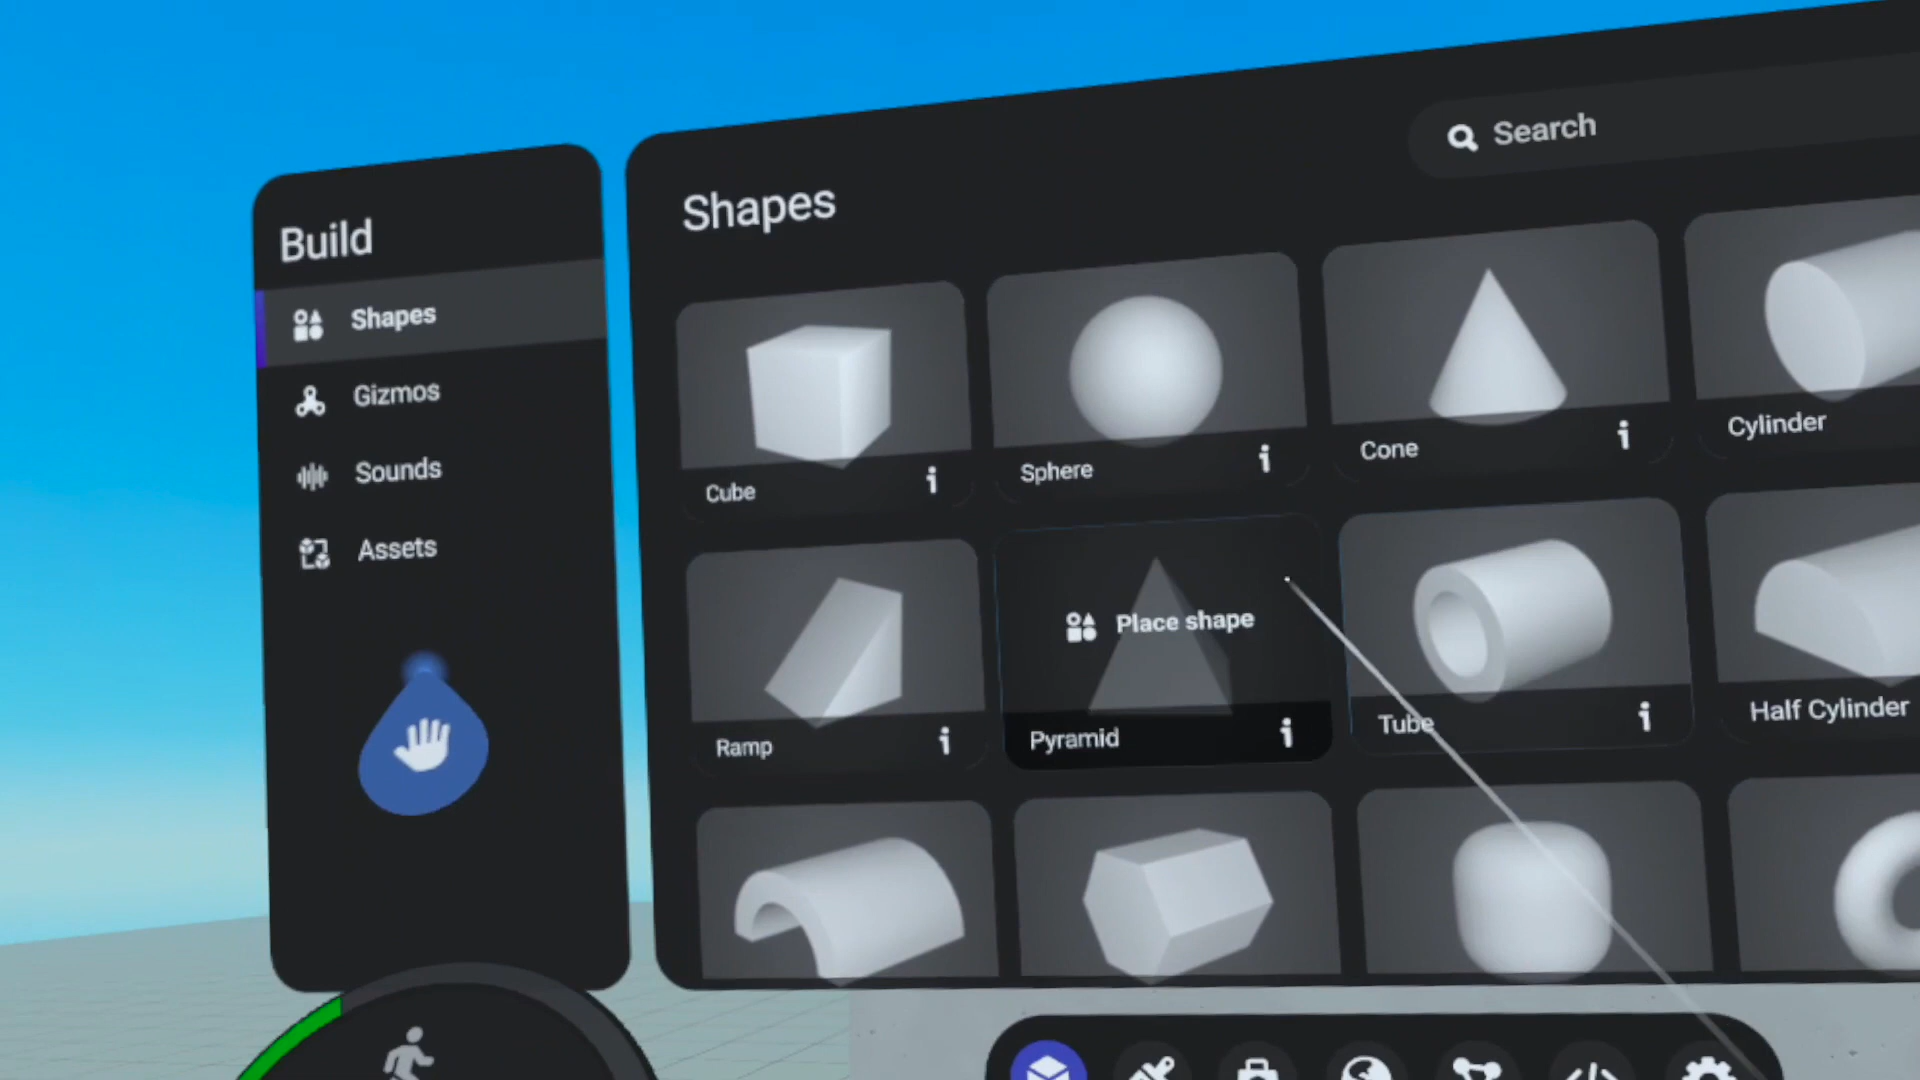 Search
Build
Shapes
Shapes
Gizmos
Sounds
Assets
Cube
Sphere
Cone
Cylinder
Place shape
Ramp
Pyramid
Tube
Half Cylinder